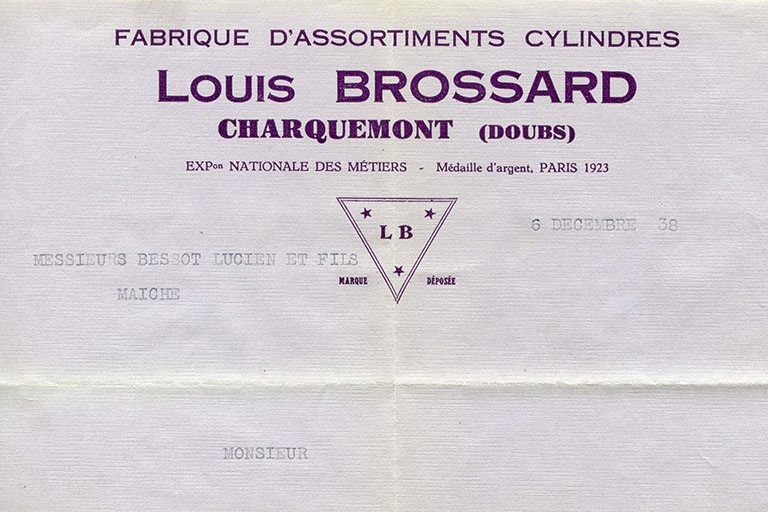 FABRIQUE D'ASSORTIMENTS CYLINDRES
LOUIS BROSSARD
CHARQUEMONT (DOUBS)
EXPon NATIONALE DES MÉTIERS - Médaille d'argent, PARIS 1923
L B
MARQUE DÉPOSÉE
6 DECEMBRE 38
MESSIEURS BESSOT LUCIEN ET FILS
MAICHE
MONSIEUR